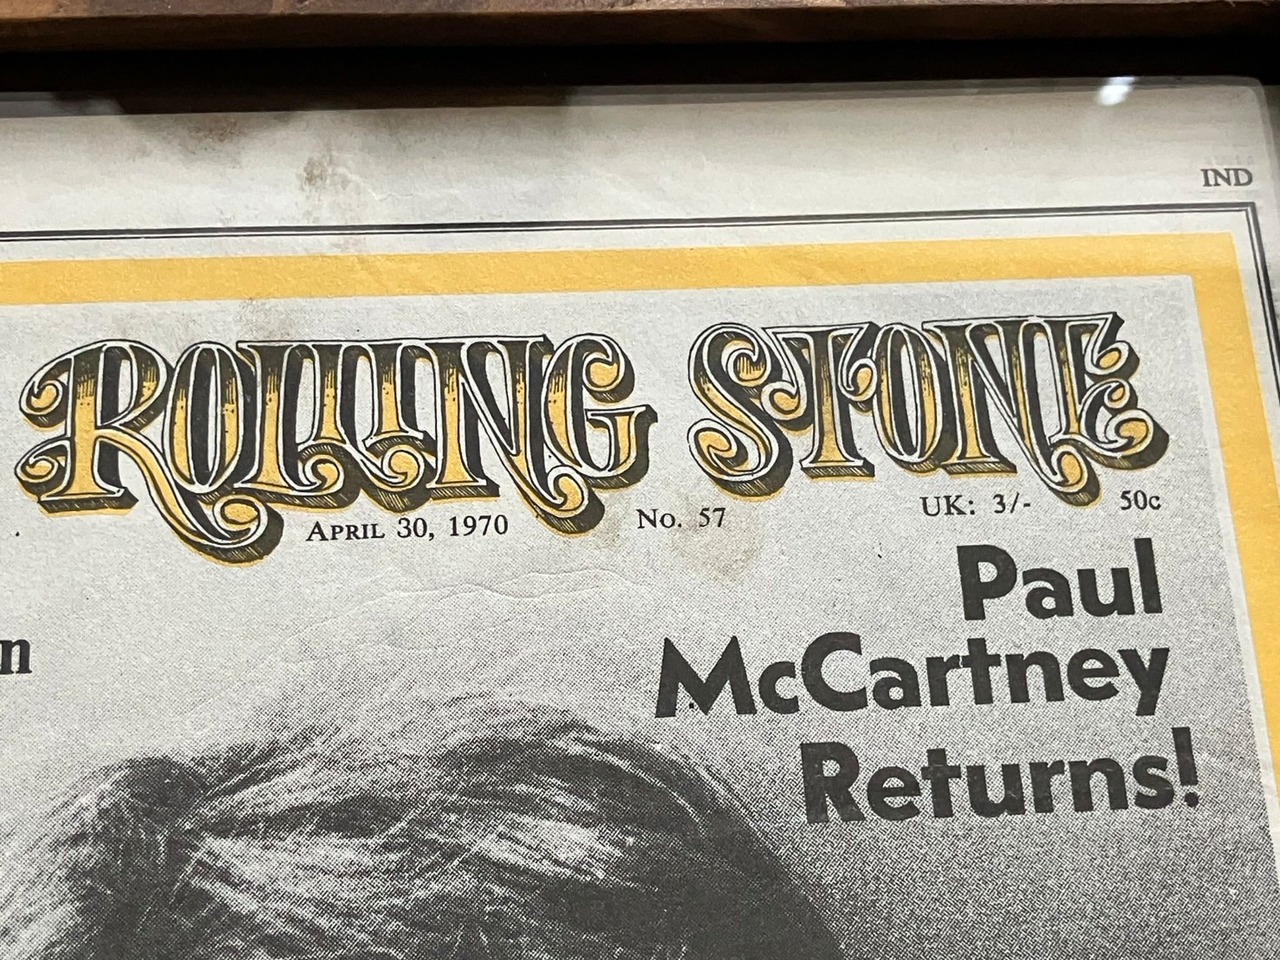 IND
ROLLING STONE
APRIL 30, 1970 No. 57 UK: 3/- 50c
Paul
McCartney
Returns!
n